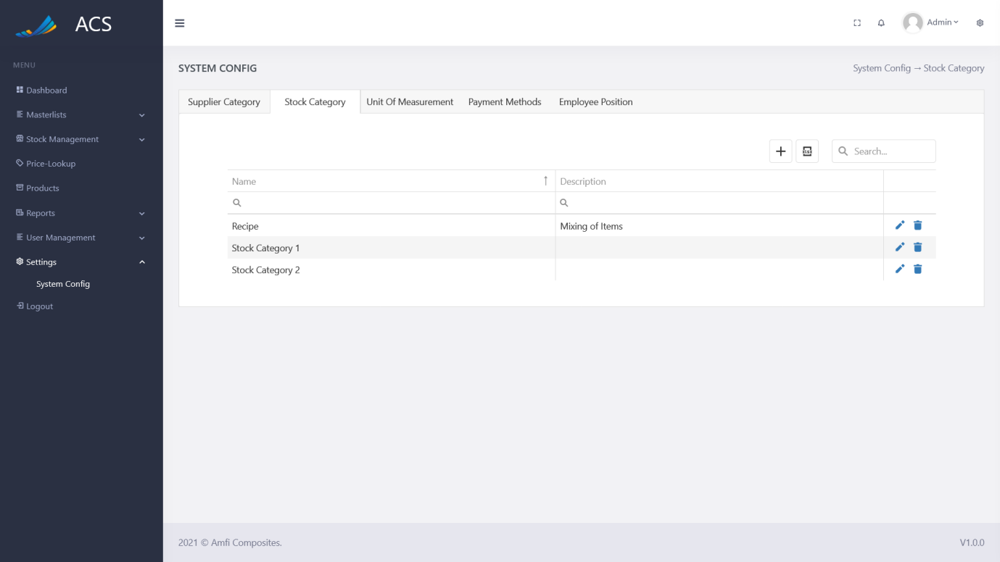 ACS
Admin
MENU
Dashboard
Masterlists
Stock Management
Price-Lookup
Products
Reports
User Management
Settings
System Config
Logout
SYSTEM CONFIG
System Config → Stock Category
Supplier Category
Stock Category
Unit Of Measurement
Payment Methods
Employee Position
XLSX
Search...
Name
Description
Recipe
Mixing of Items
Stock Category 1
Stock Category 2
2021 © Amfi Composites.
V1.0.0